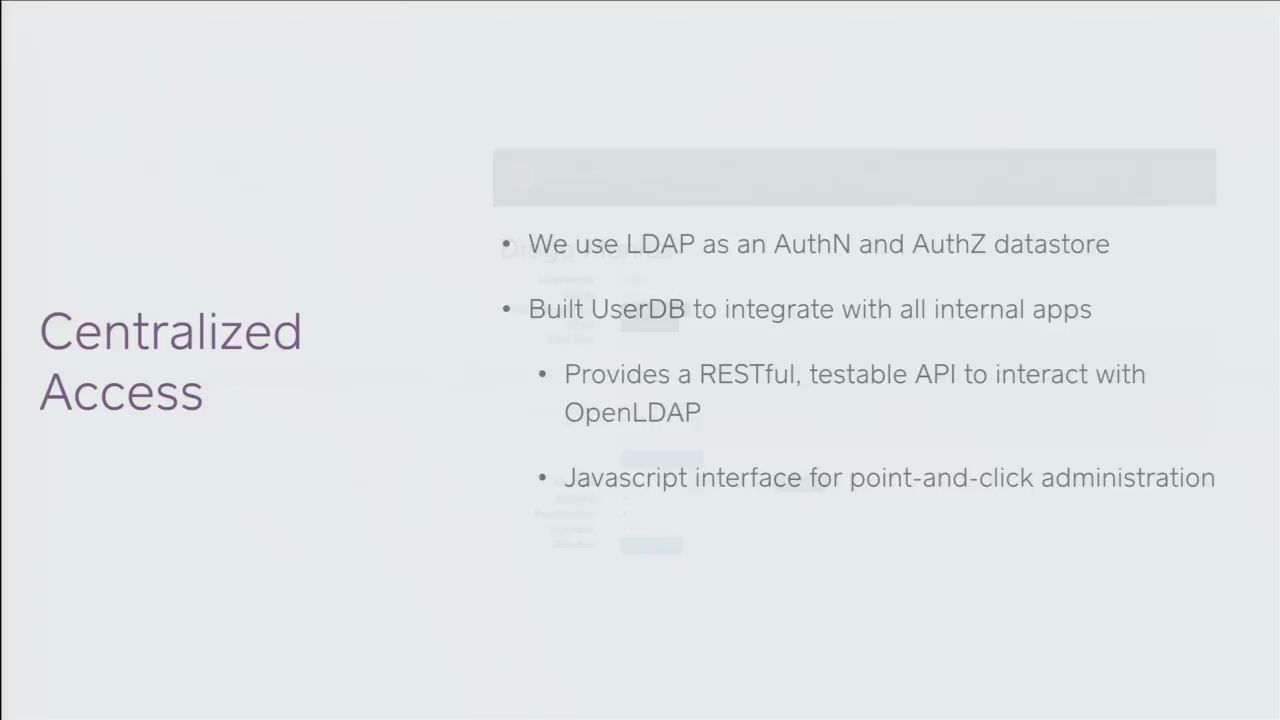 Centralized
Access
• We use LDAP as an AuthN and AuthZ datastore
• Built UserDB to integrate with all internal apps
• Provides a RESTful, testable API to interact with
OpenLDAP
• Javascript interface for point-and-click administration